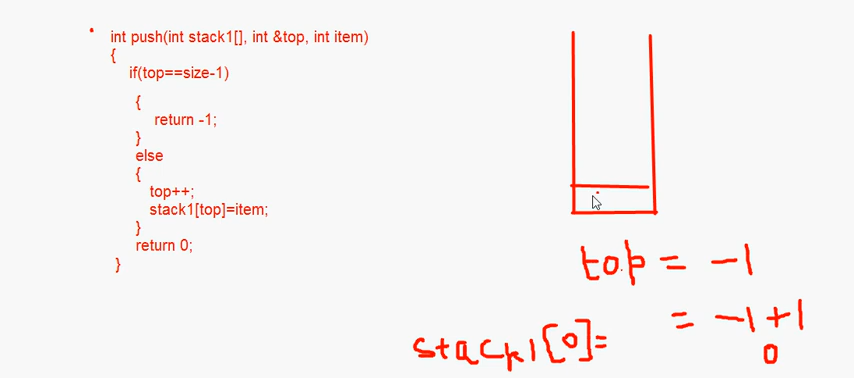 int push(int stack1[], int &top, int item)
{
if(top==size-1)
{
return -1;
}
else
{
top++;
stack1[top]=item;
}
return 0;
}
top = -1
= -1+1
stack1[0]=
0